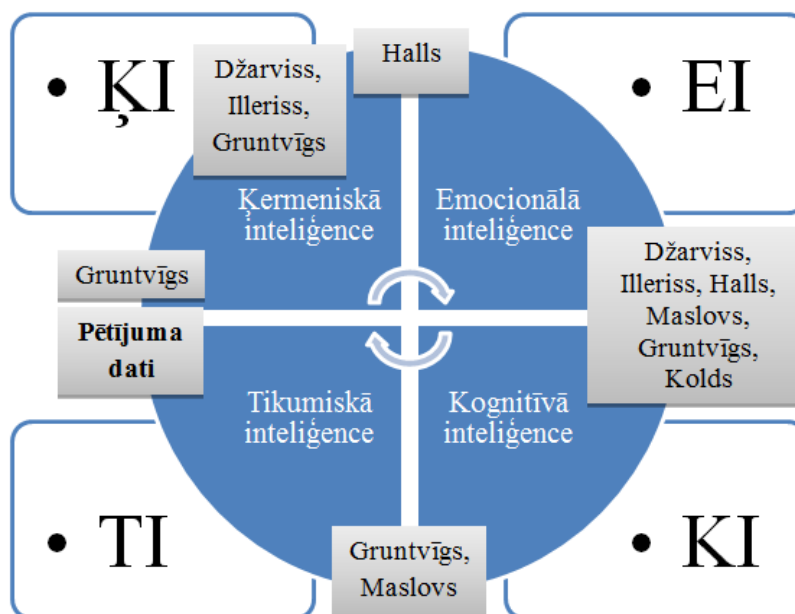 • ĶI
Džarviss,
Illeriss,
Gruntvīgs
Halls
• EI
Ķermeniskā
inteliģence
Emocionālā
inteliģence
Gruntvīgs
Pētījuma
dati
Džarviss,
Illeriss, Halls,
Maslovs,
Gruntvīgs,
Kolds
Tikumiskā
inteliģence
Kognitīvā
inteliģence
• TI
Gruntvīgs,
Maslovs
• KI